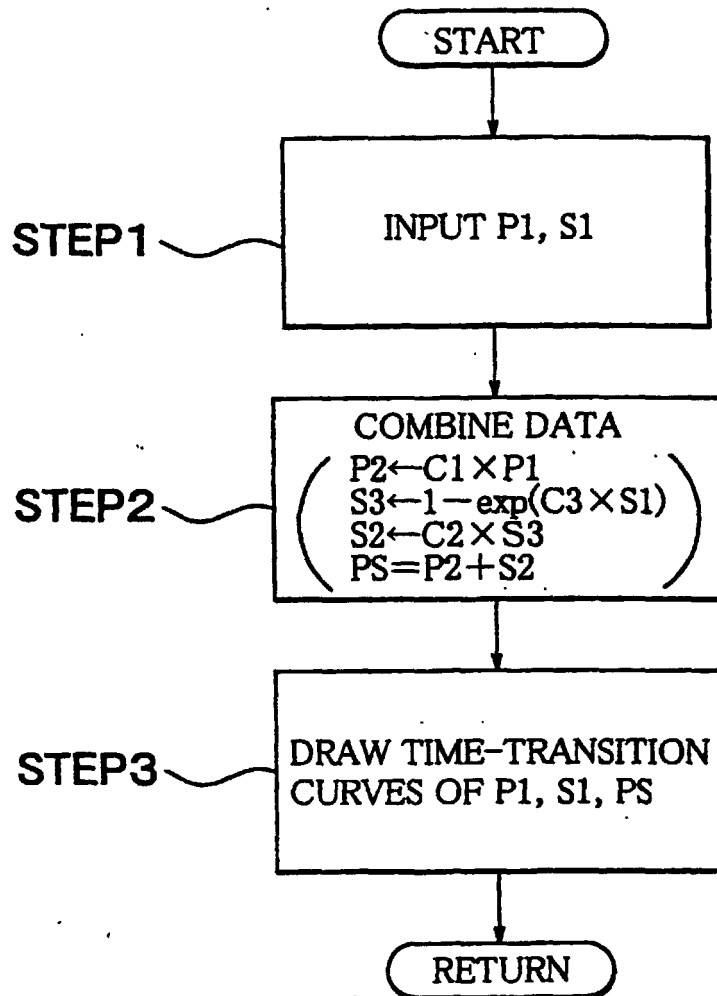 START
STEP1
INPUT P1, S1
STEP2
COMBINE DATA
P2←C1×P1
S3←1−exp(C3×S1)
S2←C2×S3
PS=P2+S2
STEP3
DRAW TIME-TRANSITION
CURVES OF P1, S1, PS
RETURN